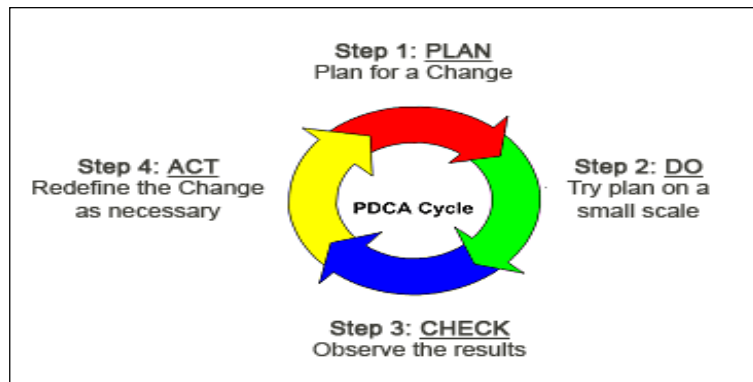 Step 1: PLAN
Plan for a Change
Step 2: DO
Try plan on a
small scale
Step 3: CHECK
Observe the results
Step 4: ACT
Redefine the Change
as necessary
PDCA Cycle